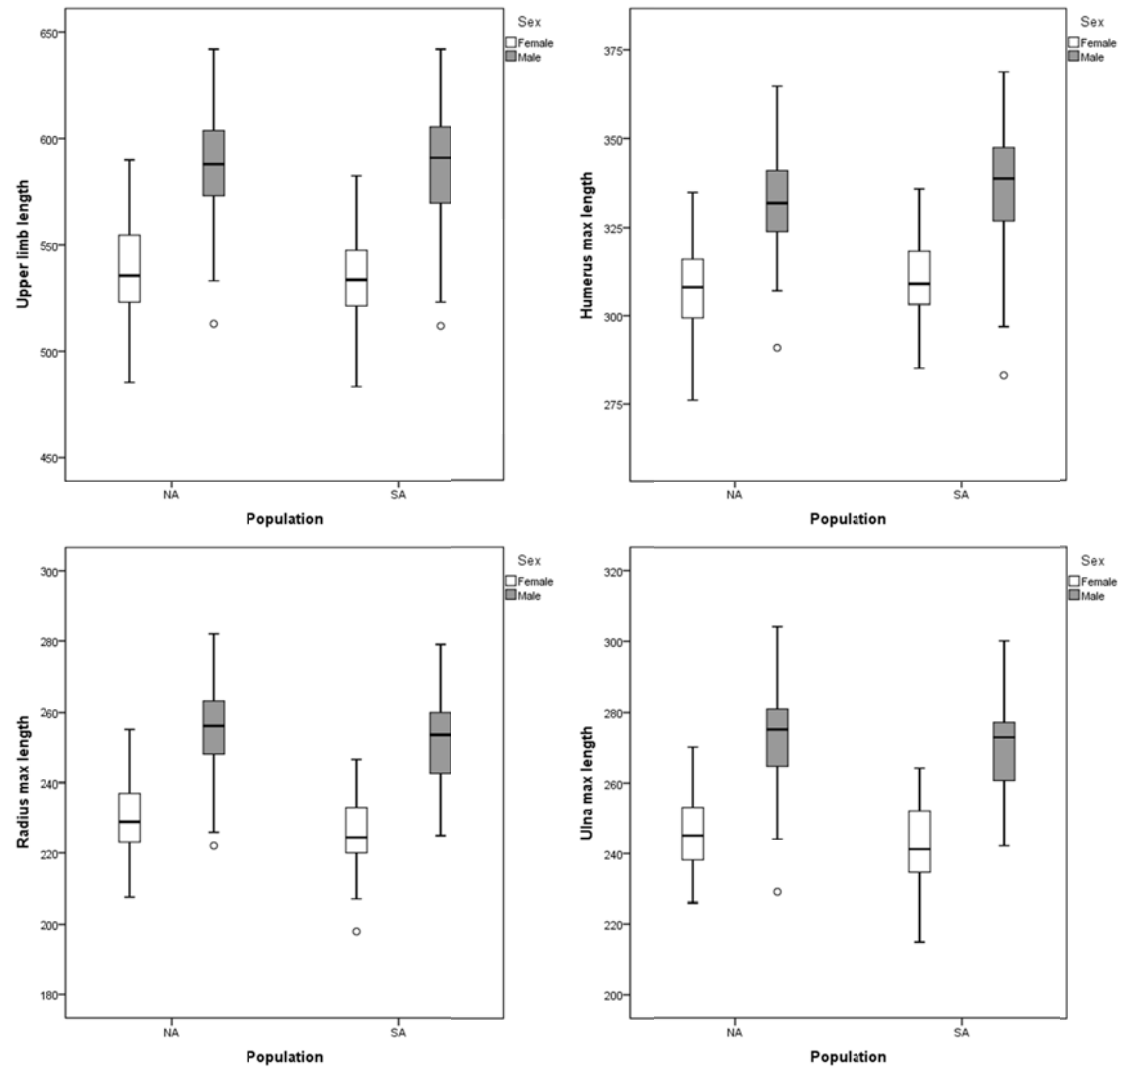 Sex
Female
Male
650
600
550
500
450
Upper limb length
NA
SA
Population
Sex
Female
Male
375
350
325
300
275
Humerus max length
NA
SA
Population
Sex
Female
Male
300
280
260
240
220
200
180
Radius max length
NA
SA
Population
Sex
Female
Male
320
300
280
260
240
220
200
Ulna max length
NA
SA
Population